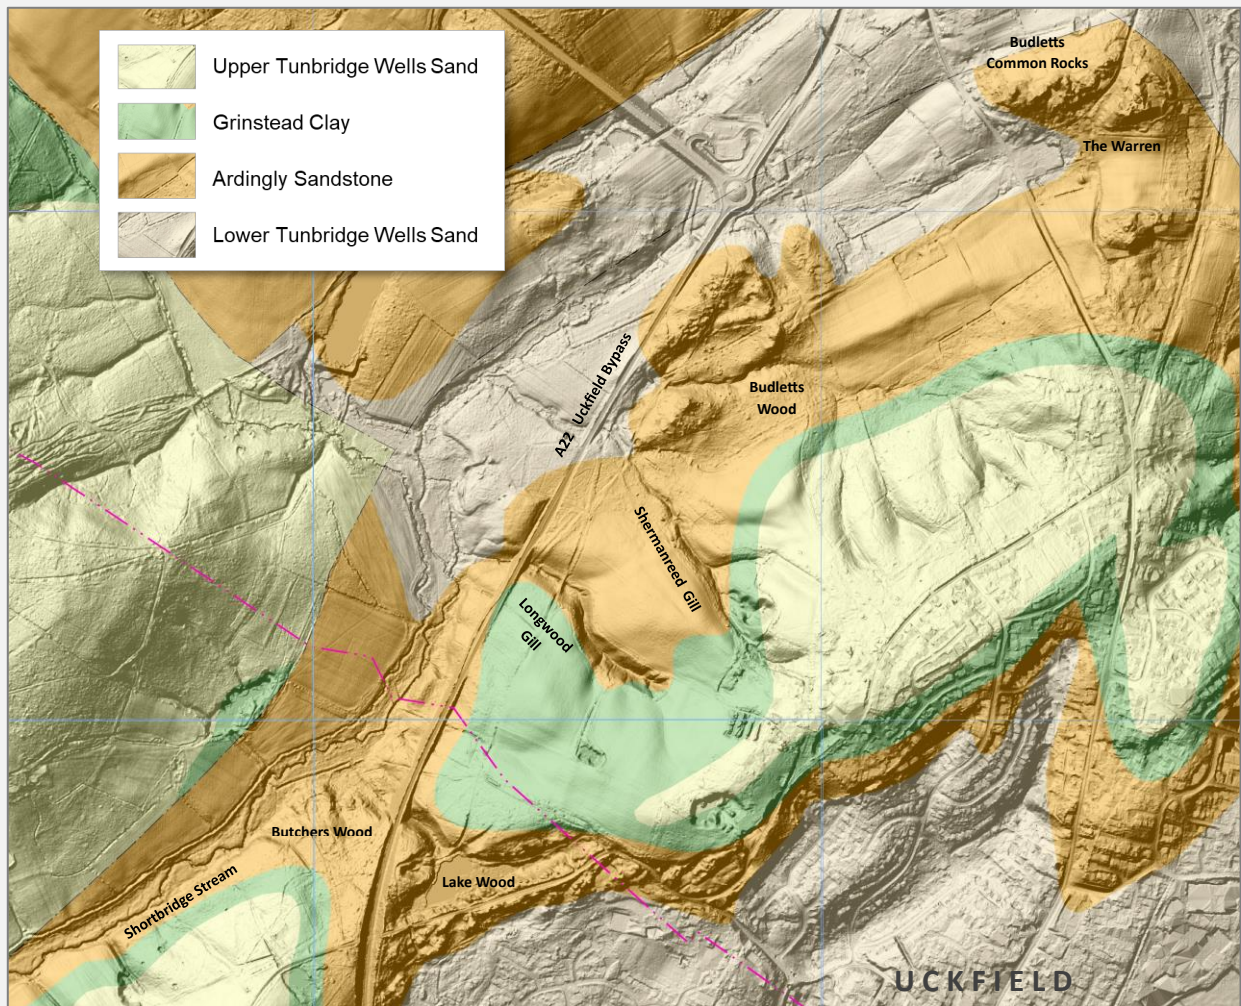 Upper Tunbridge Wells Sand
Grinstead Clay
Ardingly Sandstone
Lower Tunbridge Wells Sand
Budletts
Common Rocks
The Warren
A22 Uckfield Bypass
Budletts
Wood
Shermanreed Gill
Longwood
Gill
Butchers Wood
Lake Wood
Shortbridge Stream
UCKFIELD